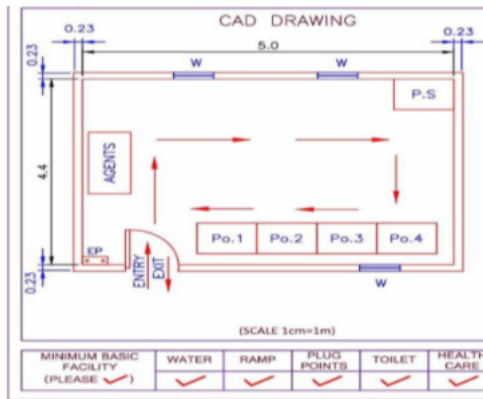 CAD DRAWING
0.23
5.0
0.23
0.23
W
W
P.S
AGENTS
4.4
Po.1
Po.2
Po.3
Po.4
EP
ENTRY
EXIT
0.23
W
(SCALE 1cm=1m)
MINIMUM BASIC
FACILITY
(PLEASE ✓)
WATER
RAMP
PLUG
POINTS
TOILET
HEALTH
CARE
✓ ✓ ✓ ✓ ✓